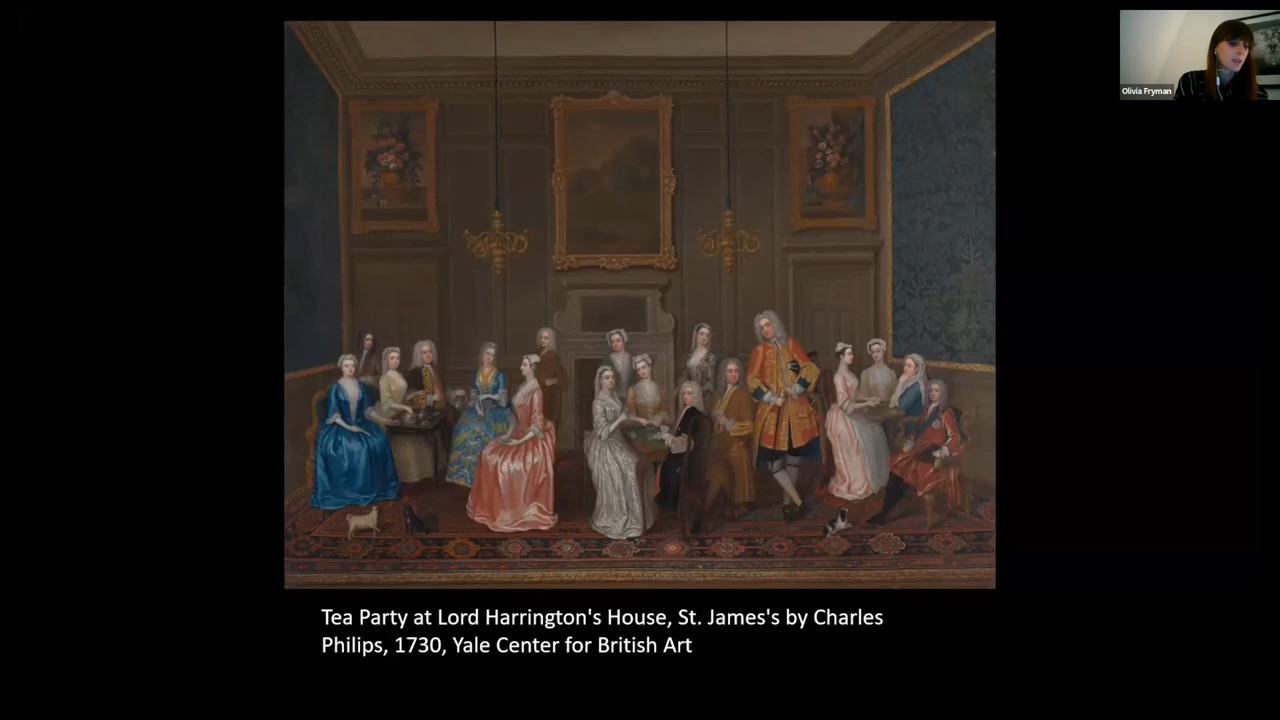 Olivia Fryman
Tea Party at Lord Harrington's House, St. James's by Charles
Philips, 1730, Yale Center for British Art